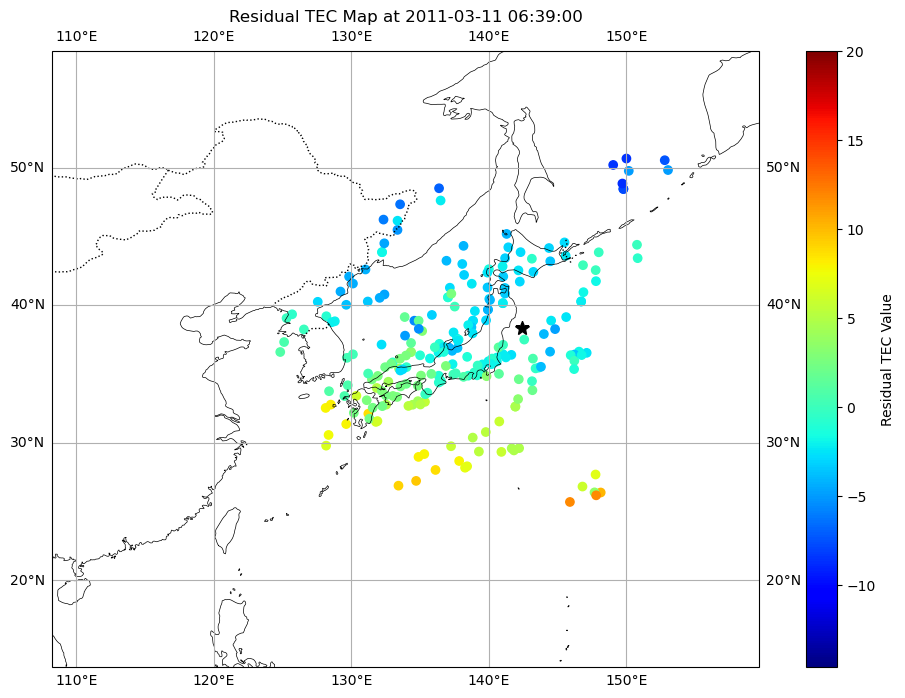 Residual TEC Map at 2011-03-11 06:39:00
110°E 120°E 130°E 140°E 150°E
50°N 50°N
40°N 40°N
30°N 30°N
20°N 20°N
110°E 120°E 130°E 140°E 150°E
20
15
10
5
0
−5
−10
Residual TEC Value